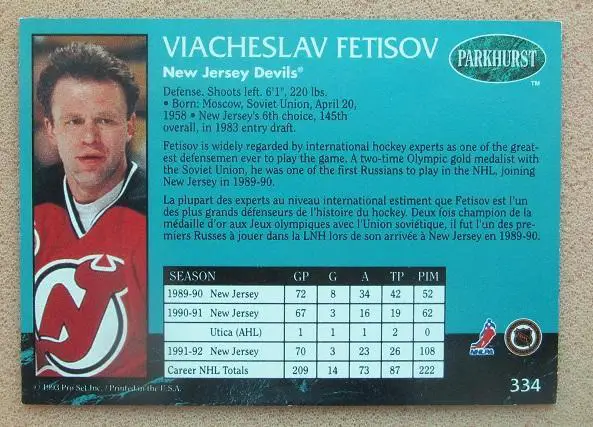 VIACHESLAV FETISOV
New Jersey Devils®
PARKHURST
TM
Defense. Shoots left. 6'1", 220 lbs.
• Born: Moscow, Soviet Union, April 20,
1958 • New Jersey's 6th choice, 145th
overall, in 1983 entry draft.
Fetisov is widely regarded by international hockey experts as one of the great-
est defensemen ever to play the game. A two-time Olympic gold medalist with
the Soviet Union, he was one of the first Russians to play in the NHL, joining
New Jersey in 1989-90.
La plupart des experts au niveau international estiment que Fetisov est l'un
des plus grands défenseurs de l'histoire du hockey. Deux fois champion de la
médaille d'or aux Jeux olympiques avec l'Union soviétique, il fut l'un des pre-
miers Russes à jouer dans la LNH lors de son arrivée à New Jersey en 1989-90.
SEASON GP G A TP PIM
1989-90 New Jersey 72 8 34 42 52
1990-91 New Jersey 67 3 16 19 62
Utica (AHL) 1 1 1 2 0
1991-92 New Jersey 70 3 23 26 108
Career NHL Totals 209 14 73 87 222
NHLPA
334
© 1993 Pro Set Inc. / Printed in the U.S.A.